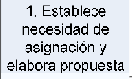 1. Establece
necesidad de
asignación y
elabora propuesta